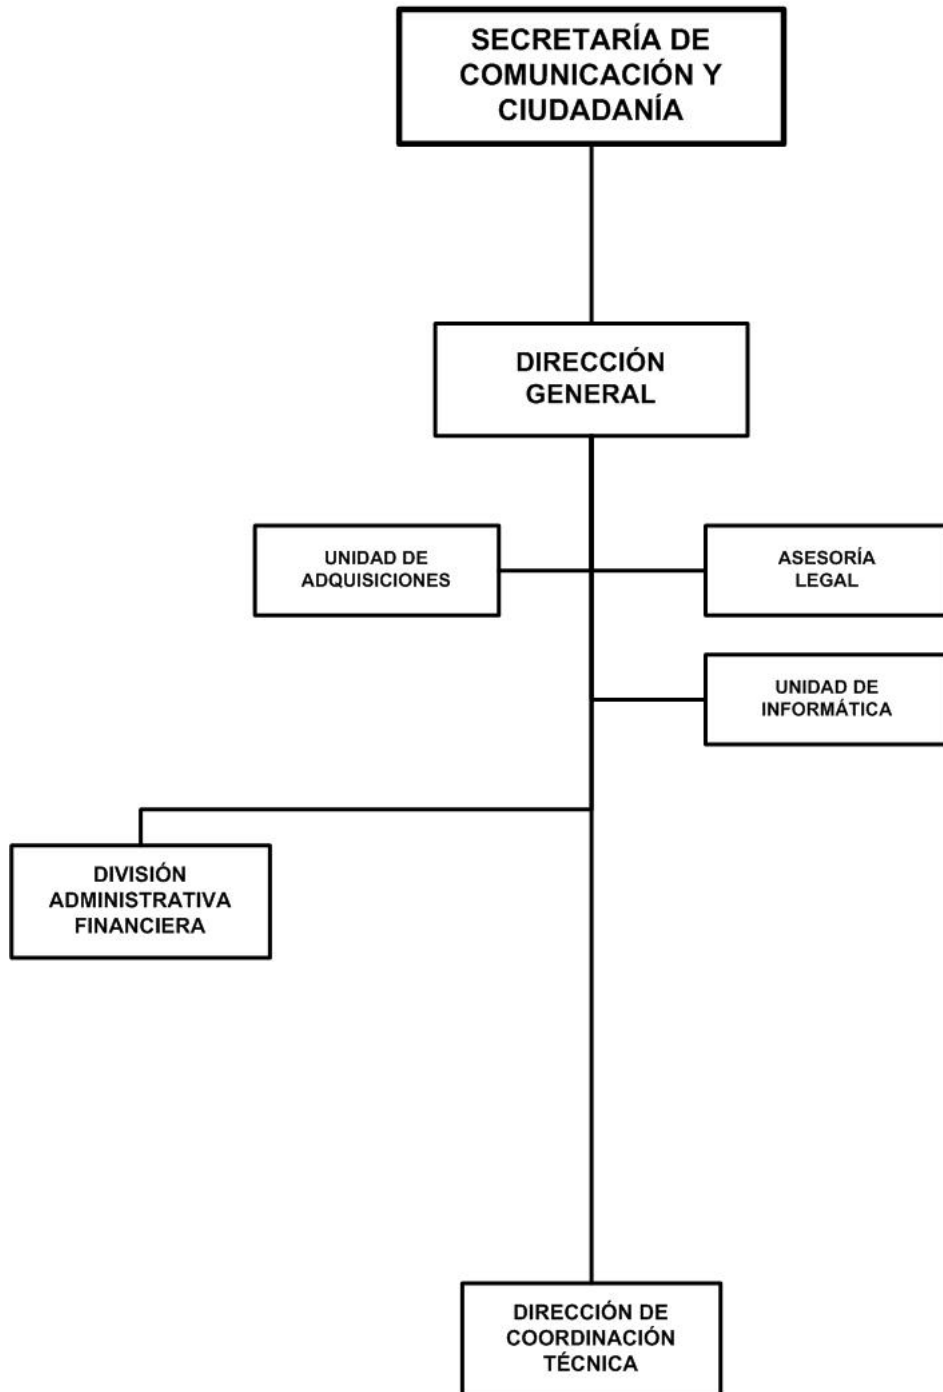 SECRETARÍA DE
COMUNICACIÓN Y
CIUDADANÍA
DIRECCIÓN
GENERAL
UNIDAD DE
ADQUISICIONES
ASESORÍA
LEGAL
UNIDAD DE
INFORMÁTICA
DIVISIÓN
ADMINISTRATIVA
FINANCIERA
DIRECCIÓN DE
COORDINACIÓN
TÉCNICA